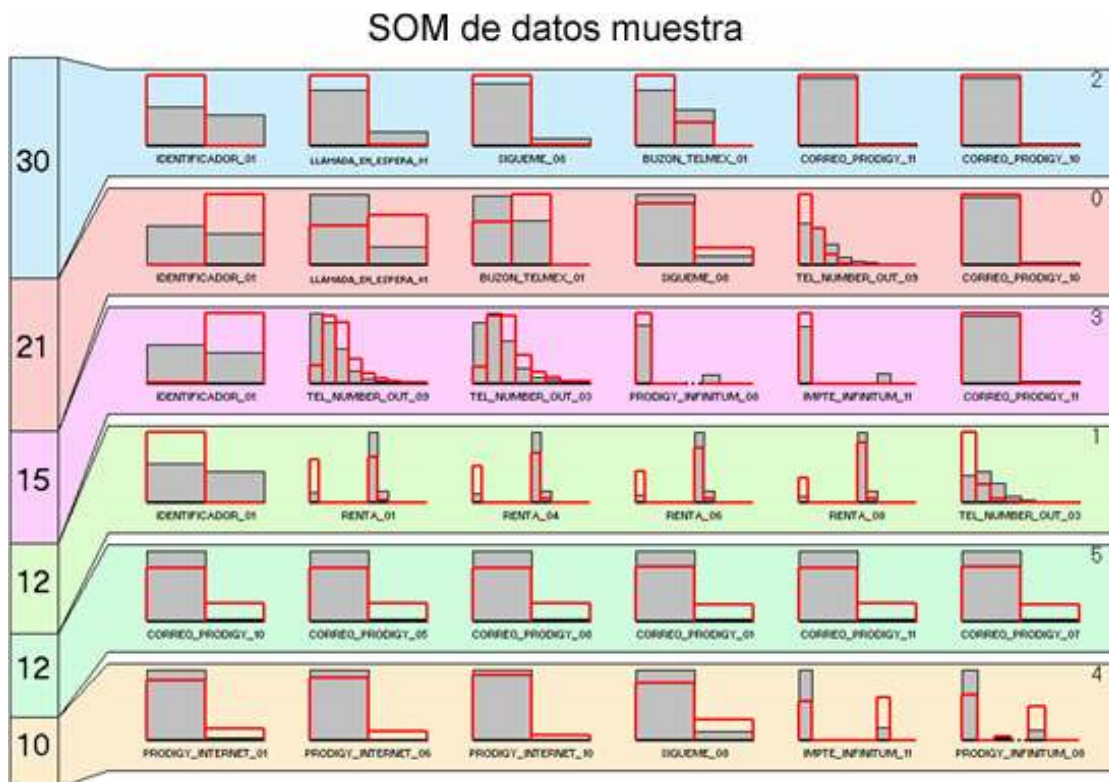 SOM de datos muestra
30
2
IDENTIFICADOR_01 LLAMADA_EN_ESPERA_01 SIGUEME_08 BUZON_TELMEX_01 CORREO_PRODIGY_11 CORREO_PRODIGY_10
21
0
IDENTIFICADOR_01 LLAMADA_EN_ESPERA_01 BUZON_TELMEX_01 SIGUEME_08 TEL_NUMBER_OUT_09 CORREO_PRODIGY_10
15
3
IDENTIFICADOR_01 TEL_NUMBER_OUT_09 TEL_NUMBER_OUT_03 PRODIGY_INFINITUM_08 IMPTE_INFINITUM_11 CORREO_PRODIGY_11
12
1
IDENTIFICADOR_01 RENTA_01 RENTA_04 RENTA_06 RENTA_08 TEL_NUMBER_OUT_03
12
5
CORREO_PRODIGY_10 CORREO_PRODIGY_05 CORREO_PRODIGY_08 CORREO_PRODIGY_01 CORREO_PRODIGY_11 CORREO_PRODIGY_07
10
4
PRODIGY_INTERNET_01 PRODIGY_INTERNET_06 PRODIGY_INTERNET_10 SIGUEME_08 IMPTE_INFINITUM_11 PRODIGY_INFINITUM_08